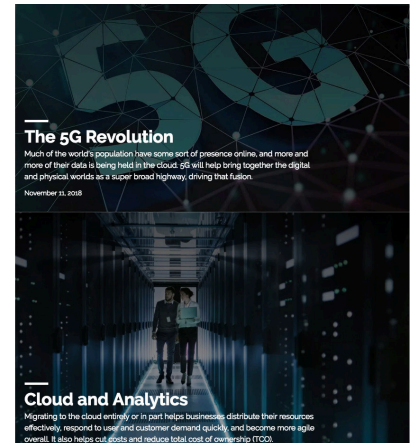 5G
The 5G Revolution
Much of the world's population have some sort of presence online, and more and
more of their data is being held in the cloud. 5G will help bring together the digital
and physical worlds as a super broad highway, driving that fusion.
November 11, 2018
Cloud and Analytics
Migrating to the cloud entirely or in part helps businesses distribute their resources
effectively, respond to user and customer demand quickly, and become more agile
overall. It also helps cut costs and reduce total cost of ownership (TCO).